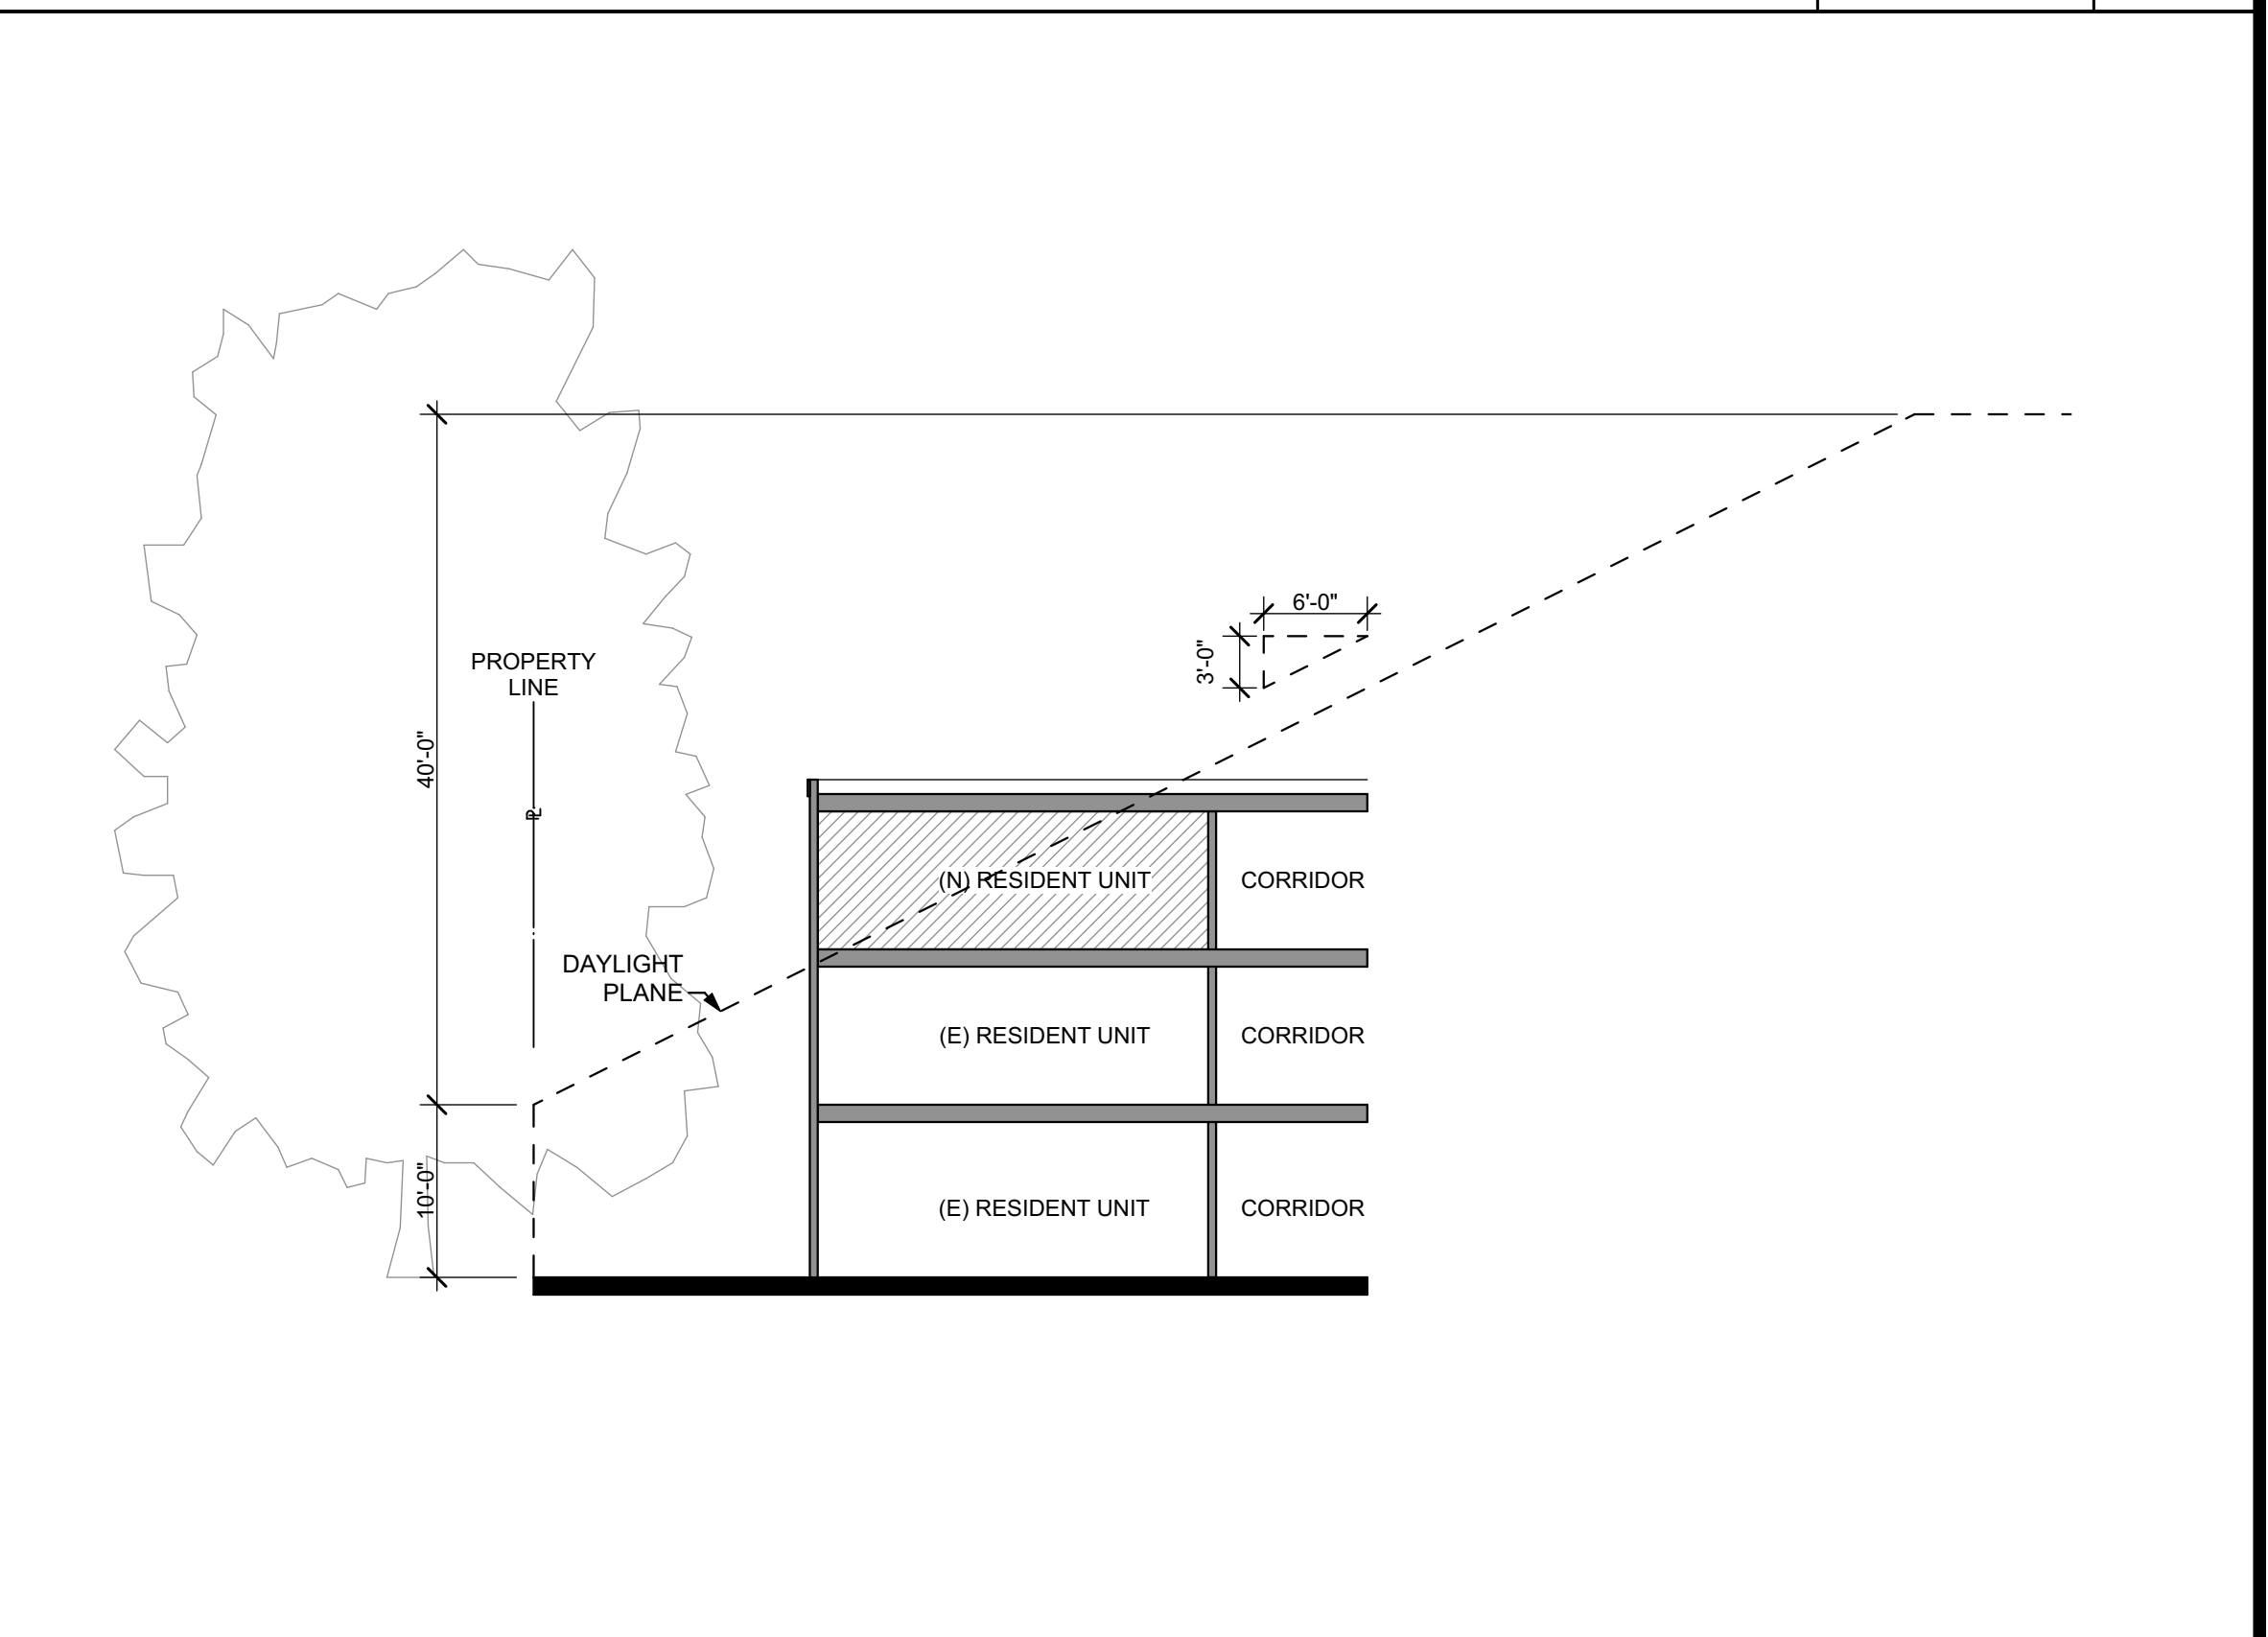 6'-0"
3'-0"
PROPERTY
LINE
40'-0"
PL
(N) RESIDENT UNIT
CORRIDOR
DAYLIGHT
PLANE
(E) RESIDENT UNIT
CORRIDOR
10'-0"
(E) RESIDENT UNIT
CORRIDOR